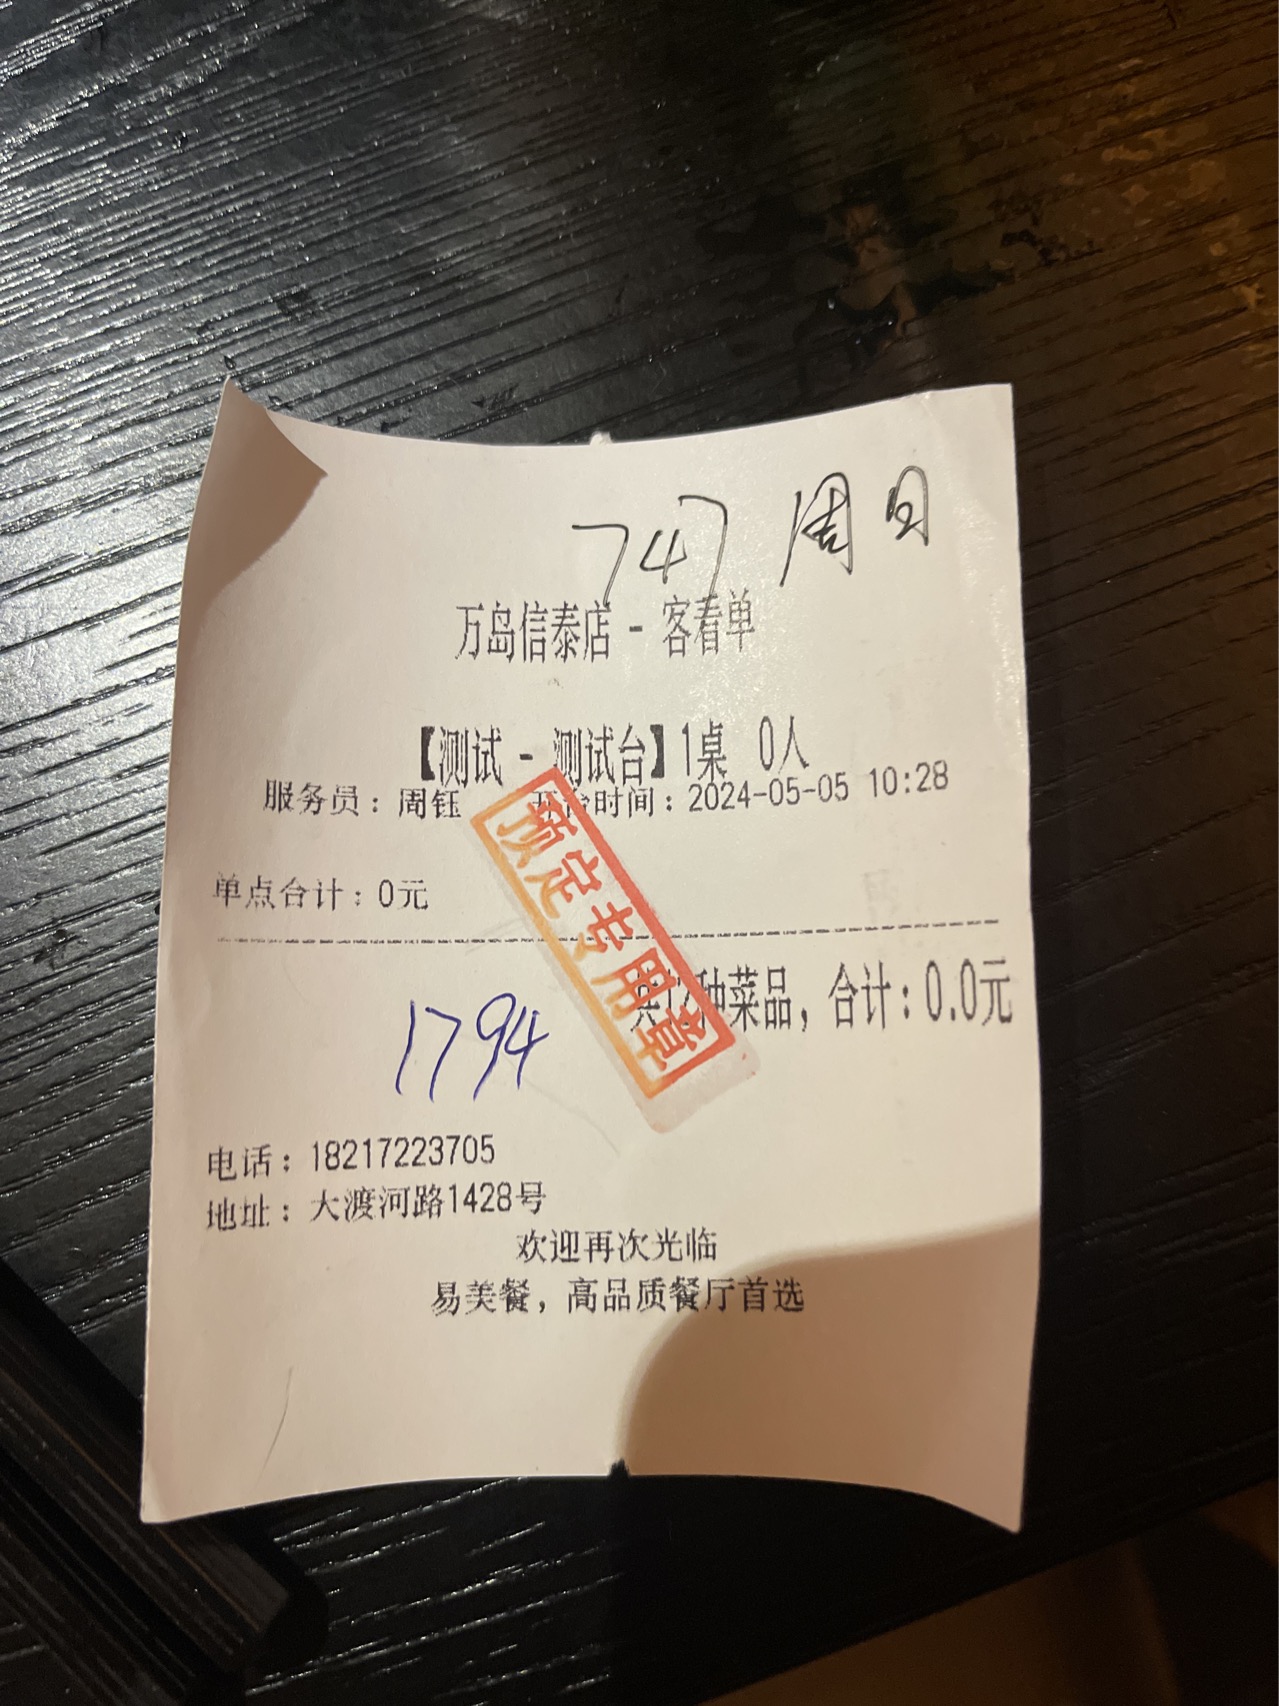 747 周日
万岛信泰店 - 客看单
【测试 - 测试台】1桌 0人
服务员：周钰 开台时间：2024-05-05 10:28
单点合计：0元
预定专用章
共12种菜品，合计：0.0元
1794
电话：18217223705
地址：大渡河路1428号
欢迎再次光临
易美餐，高品质餐厅首选